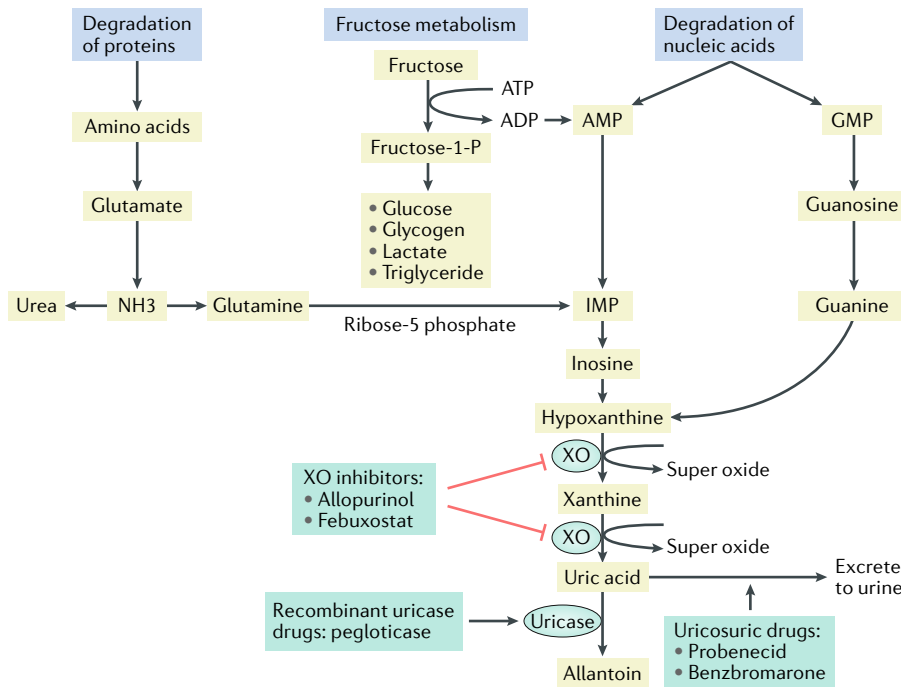 Degradation
of proteins
Fructose metabolism
Degradation of
nucleic acids
Fructose
ATP
ADP
AMP
GMP
Amino acids
Fructose-1-P
Glutamate
• Glucose
• Glycogen
• Lactate
• Triglyceride
Guanosine
Urea
NH3
Glutamine
Ribose-5 phosphate
IMP
Guanine
Inosine
Hypoxanthine
XO
Super oxide
XO inhibitors:
• Allopurinol
• Febuxostat
Xanthine
XO
Super oxide
Uric acid
Excrete
to urine
Recombinant uricase
drugs: pegloticase
Uricase
Uricosuric drugs:
• Probenecid
• Benzbromarone
Allantoin